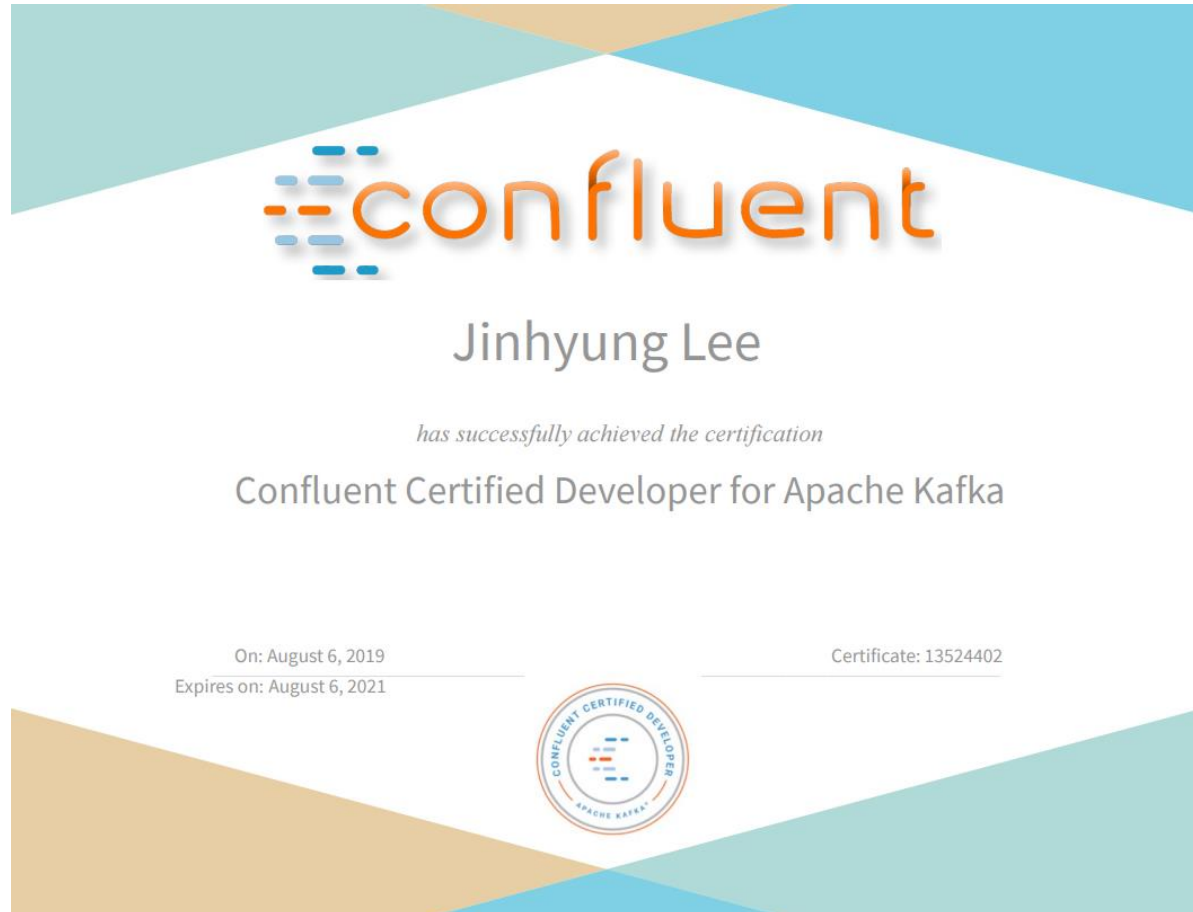 confluent
Jinhyung Lee
has successfully achieved the certification
Confluent Certified Developer for Apache Kafka
On: August 6, 2019
Certificate: 13524402
Expires on: August 6, 2021
CONFLUENT CERTIFIED DEVELOPER
APACHE KAFKA®